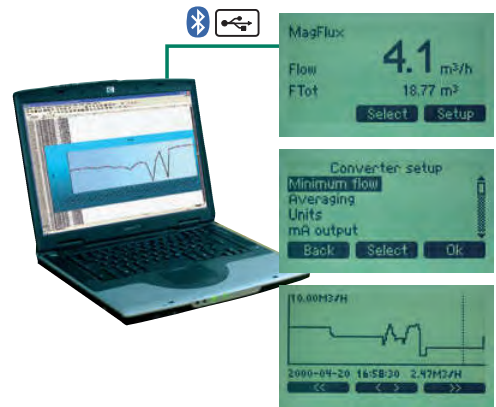 MagFlux
Flow 4.1 m³/h
FTot 18.77 m³
Select Setup
Converter setup
Minimum flow
Averaging
Units
mA output
Back Select Ok
10.00M3/H
2000-04-20 16:58:30 2.47M3/H
<< < > >>